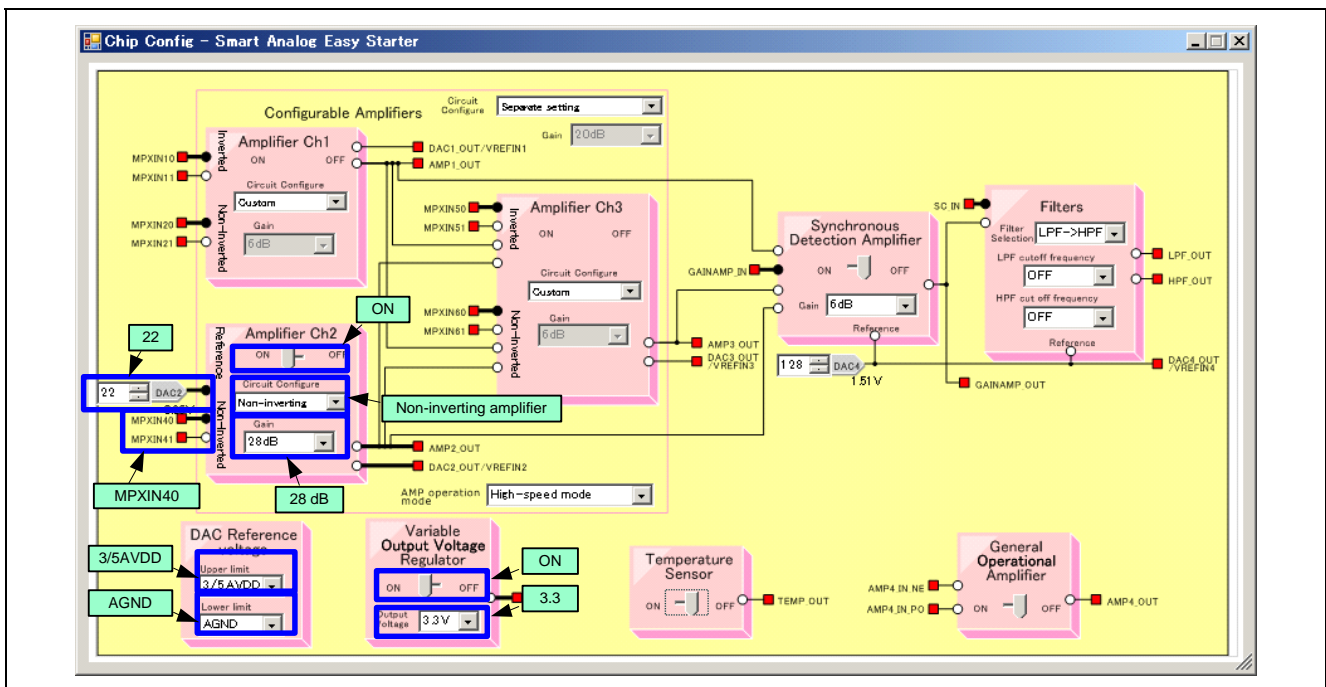 Chip Config - Smart Analog Easy Starter
Configurable Amplifiers
Circuit Configure
Separate setting
Gain
20dB
Inverted
Amplifier Ch1
ON
OFF
Circuit Configure
Custom
Gain
6dB
Non-Inverted
MPXIN10
MPXIN11
MPXIN20
MPXIN21
DAC1_OUT/VREFIN1
AMP1_OUT
MPXIN50
MPXIN51
MPXIN60
MPXIN61
Inverted
Amplifier Ch3
ON
OFF
Circuit Configure
Custom
Gain
6dB
Non-Inverted
AMP3_OUT
DAC3_OUT
/VREFIN3
GAINAMP_IN
Synchronous
Detection Amplifier
ON
OFF
Gain
6dB
Reference
128
DAC4
1.51V
GAINAMP_OUT
SC_IN
Filters
Filter Selection
LPF->HPF
LPF cutoff frequency
OFF
HPF cut off frequency
OFF
Reference
LPF_OUT
HPF_OUT
DAC4_OUT
/VREFIN4
ON
22
Reference
Amplifier Ch2
ON
OFF
22
DAC2
Circuit Configure
Non-inverting
Non-inverting amplifier
Gain
28dB
Non-Inverted
MPXIN40
MPXIN41
AMP2_OUT
DAC2_OUT/VREFIN2
MPXIN40
28 dB
AMP operation mode
High-speed mode
DAC Reference
voltage
3/5AVDD
Upper limit
3/5 AVDD
AGND
Lower limit
AGND
Variable
Output Voltage
Regulator
ON
OFF
ON
Output Voltage
3.3V
3.3
Temperature
Sensor
ON
OFF
TEMP_OUT
General
Operational
Amplifier
AMP4_IN_NE
AMP4_IN_PO
ON
OFF
AMP4_OUT